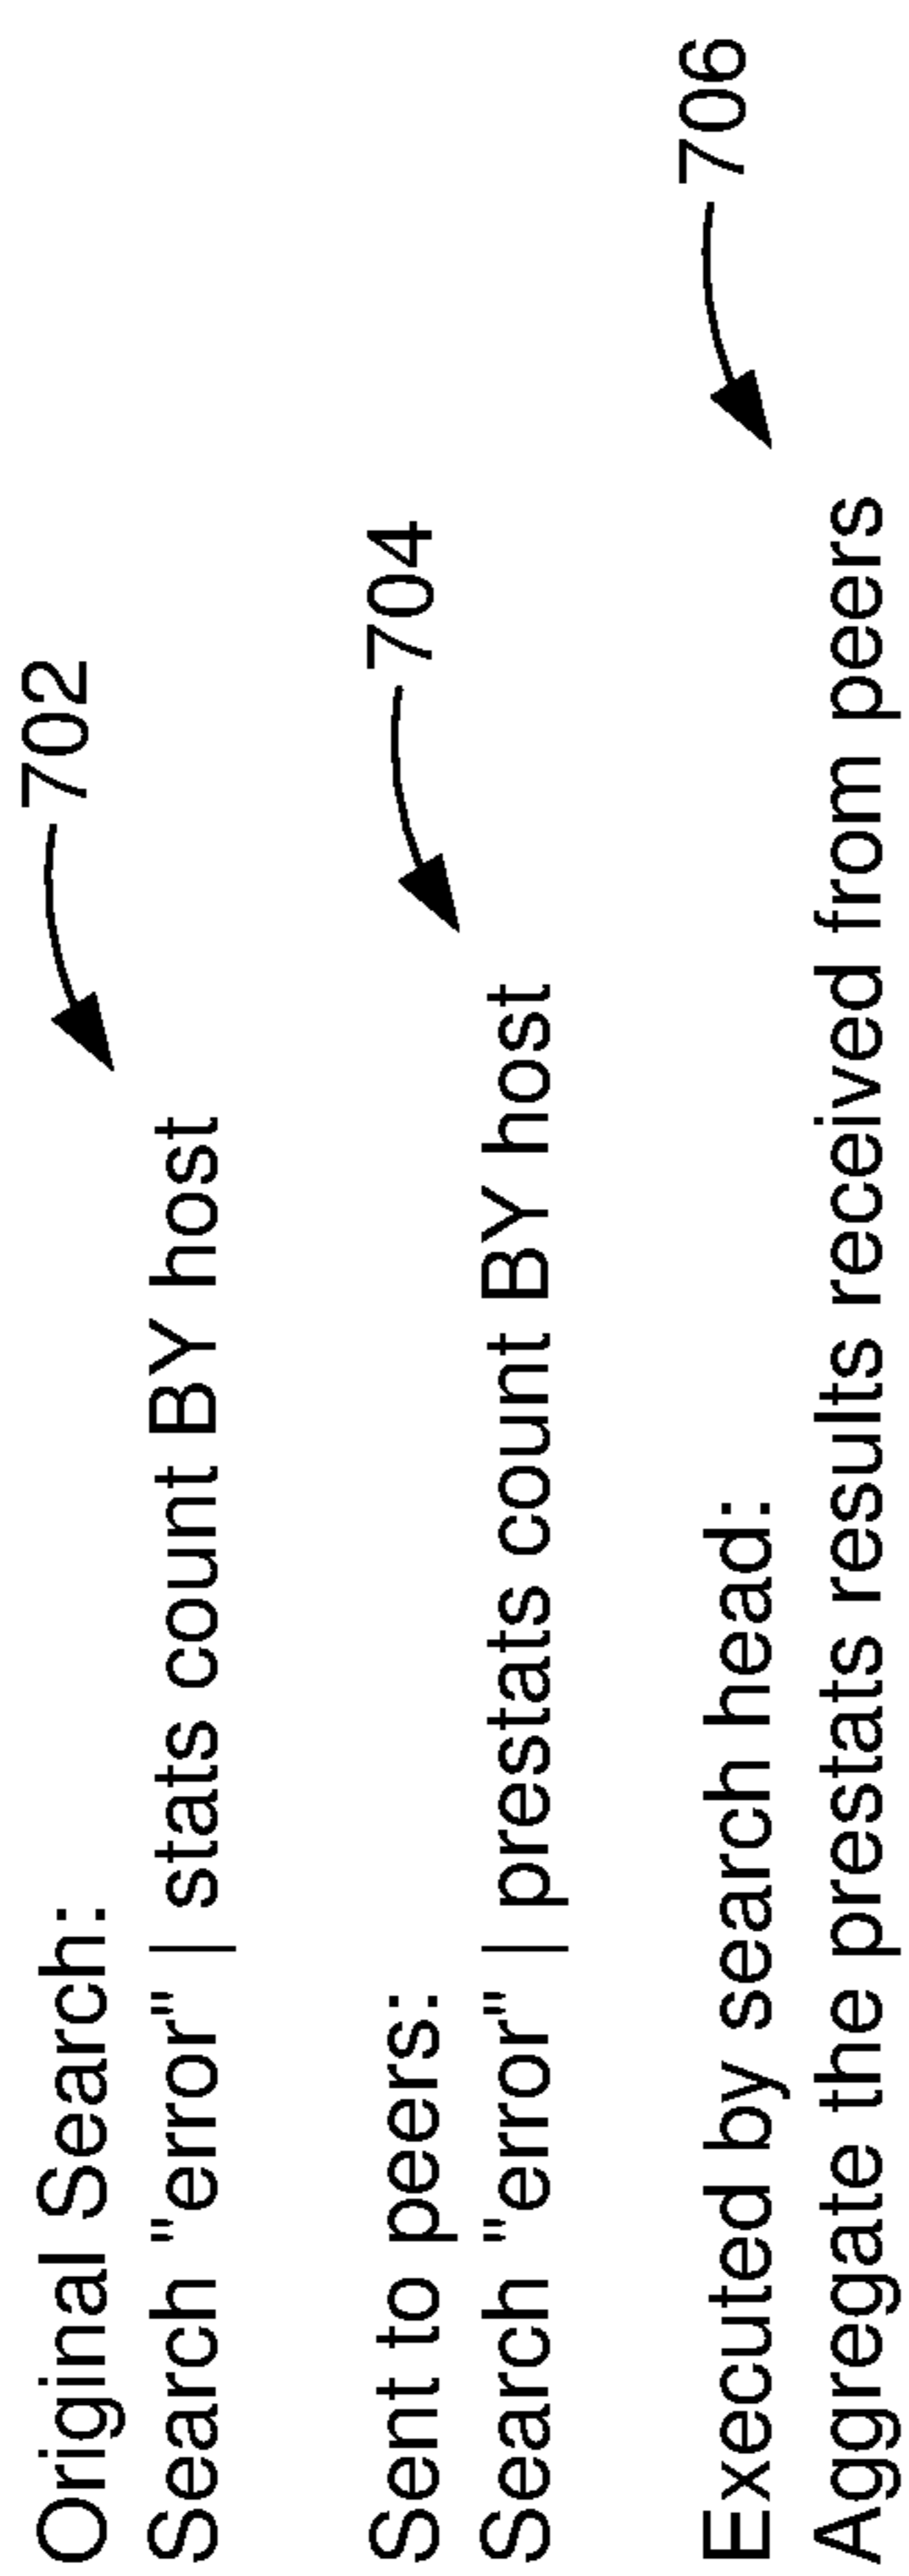 Original Search: 702
Search "error" | stats count BY host
Sent to peers: 704
Search "error" | prestats count BY host
Executed by search head: 706
Aggregate the prestats results received from peers